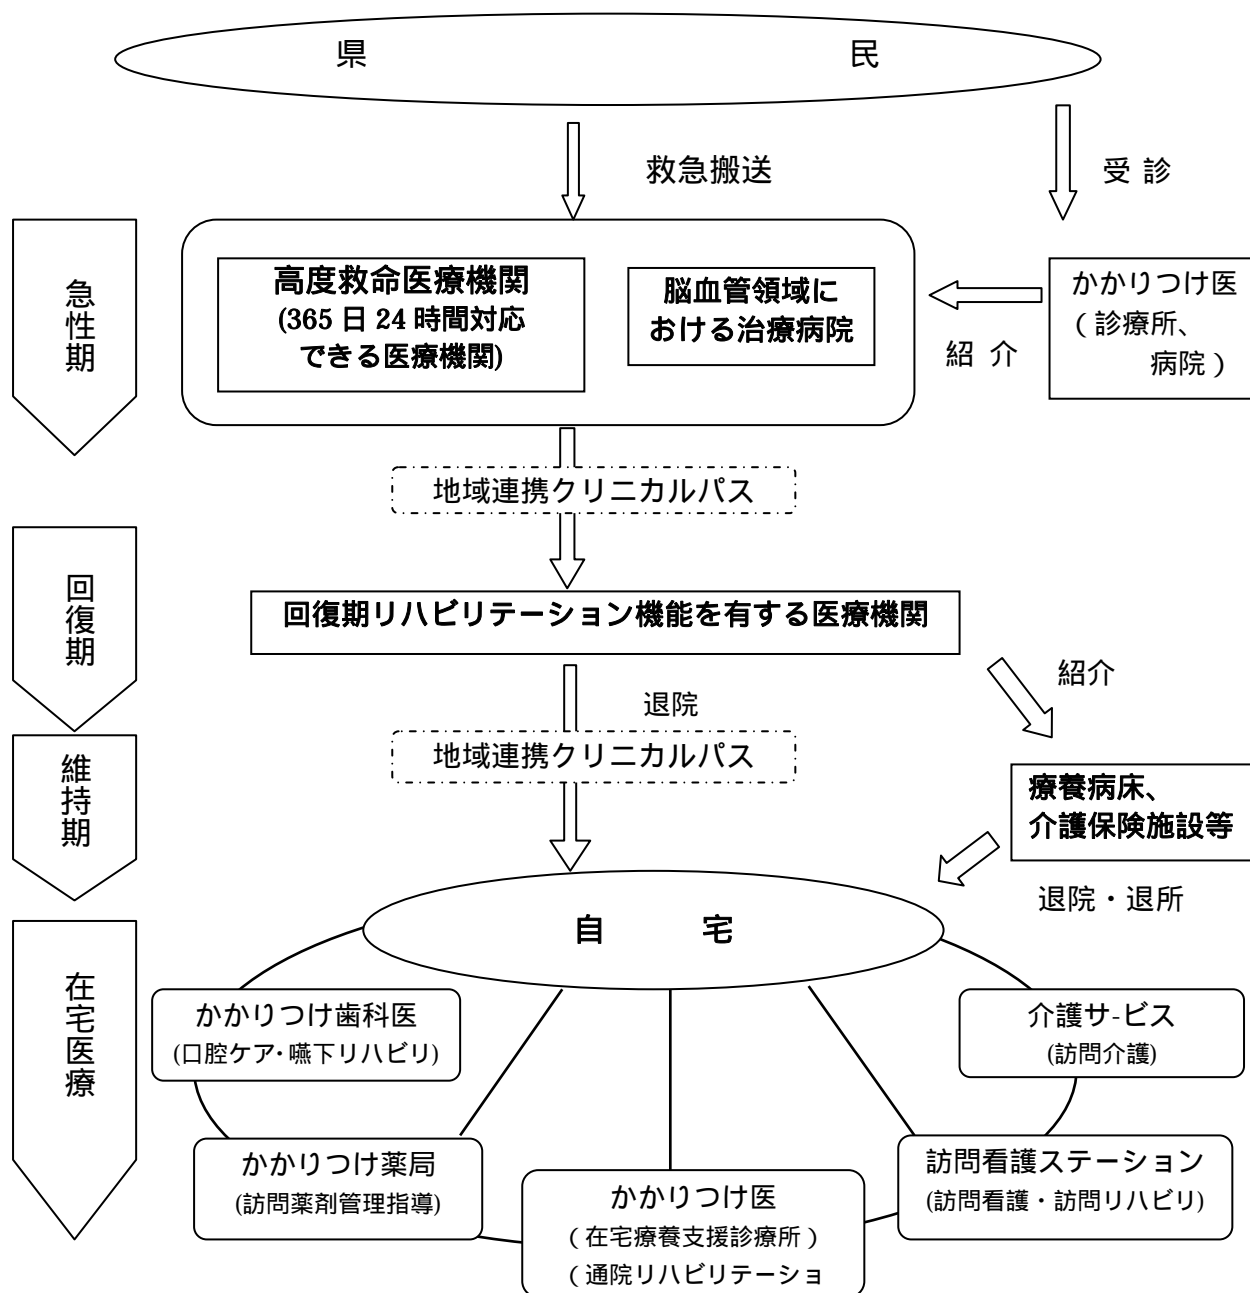 県 民
救急搬送
受 診
急性期
高度救命医療機関
(365 日 24 時間対応
できる医療機関)
脳血管領域に
おける治療病院
紹 介
かかりつけ医
（診療所、
病院）
地域連携クリニカルパス
回復期
回復期リハビリテーション機能を有する医療機関
退院
紹介
地域連携クリニカルパス
維持期
療養病床、
介護保険施設等
退院・退所
自 宅
在宅医療
かかりつけ歯科医
(口腔ケア・嚥下リハビリ)
介護サ-ビス
(訪問介護)
かかりつけ薬局
(訪問薬剤管理指導)
かかりつけ医
（在宅療養支援診療所）
（通院リハビリテーショ
訪問看護ステーション
(訪問看護・訪問リハビリ)